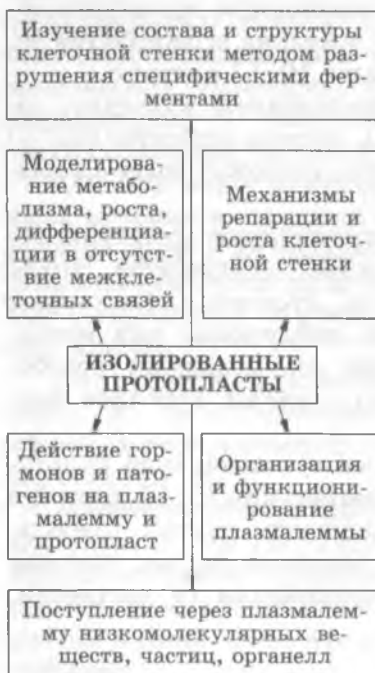 Изучение состава и структуры
клеточной стенки методом раз-
рушения специфическими фер-
ментами
Моделирова-
ние метабо-
лизма, роста,
дифференциа-
ции в отсутст-
вие межкле-
точных связей
Механизмы
репарации и
роста клеточ-
ной стенки
ИЗОЛИРОВАННЫЕ
ПРОТОПЛАСТЫ
Действие гор-
монов и пато-
генов на плаз-
малемму и
протопласт
Организация
и функциони-
рование
плазмалеммы
Поступление через плазмалем-
му низкомолекулярных ве-
ществ, частиц, органелл